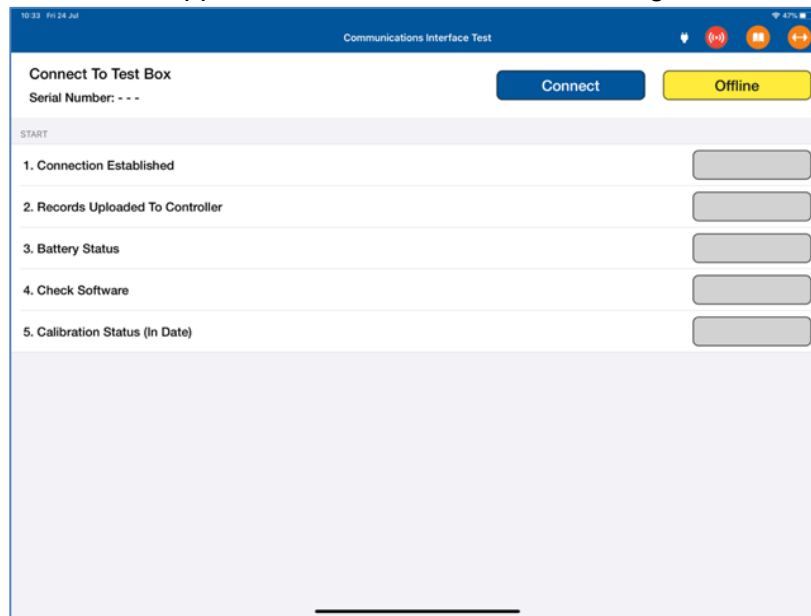 10:33 Fri 24 Jul
47%
Communications Interface Test
Connect To Test Box
Connect
Offline
Serial Number: - - -
START
1. Connection Established
2. Records Uploaded To Controller
3. Battery Status
4. Check Software
5. Calibration Status (In Date)